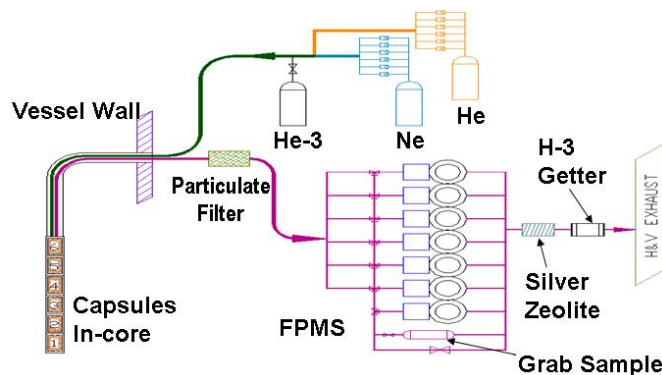 He
Ne
He-3
Vessel Wall
Particulate
Filter
H-3
Getter
H&V EXHAUST
Silver
Zeolite
FPMS
Grab Sample
Capsules
In-core
6
5
4
3
2
1